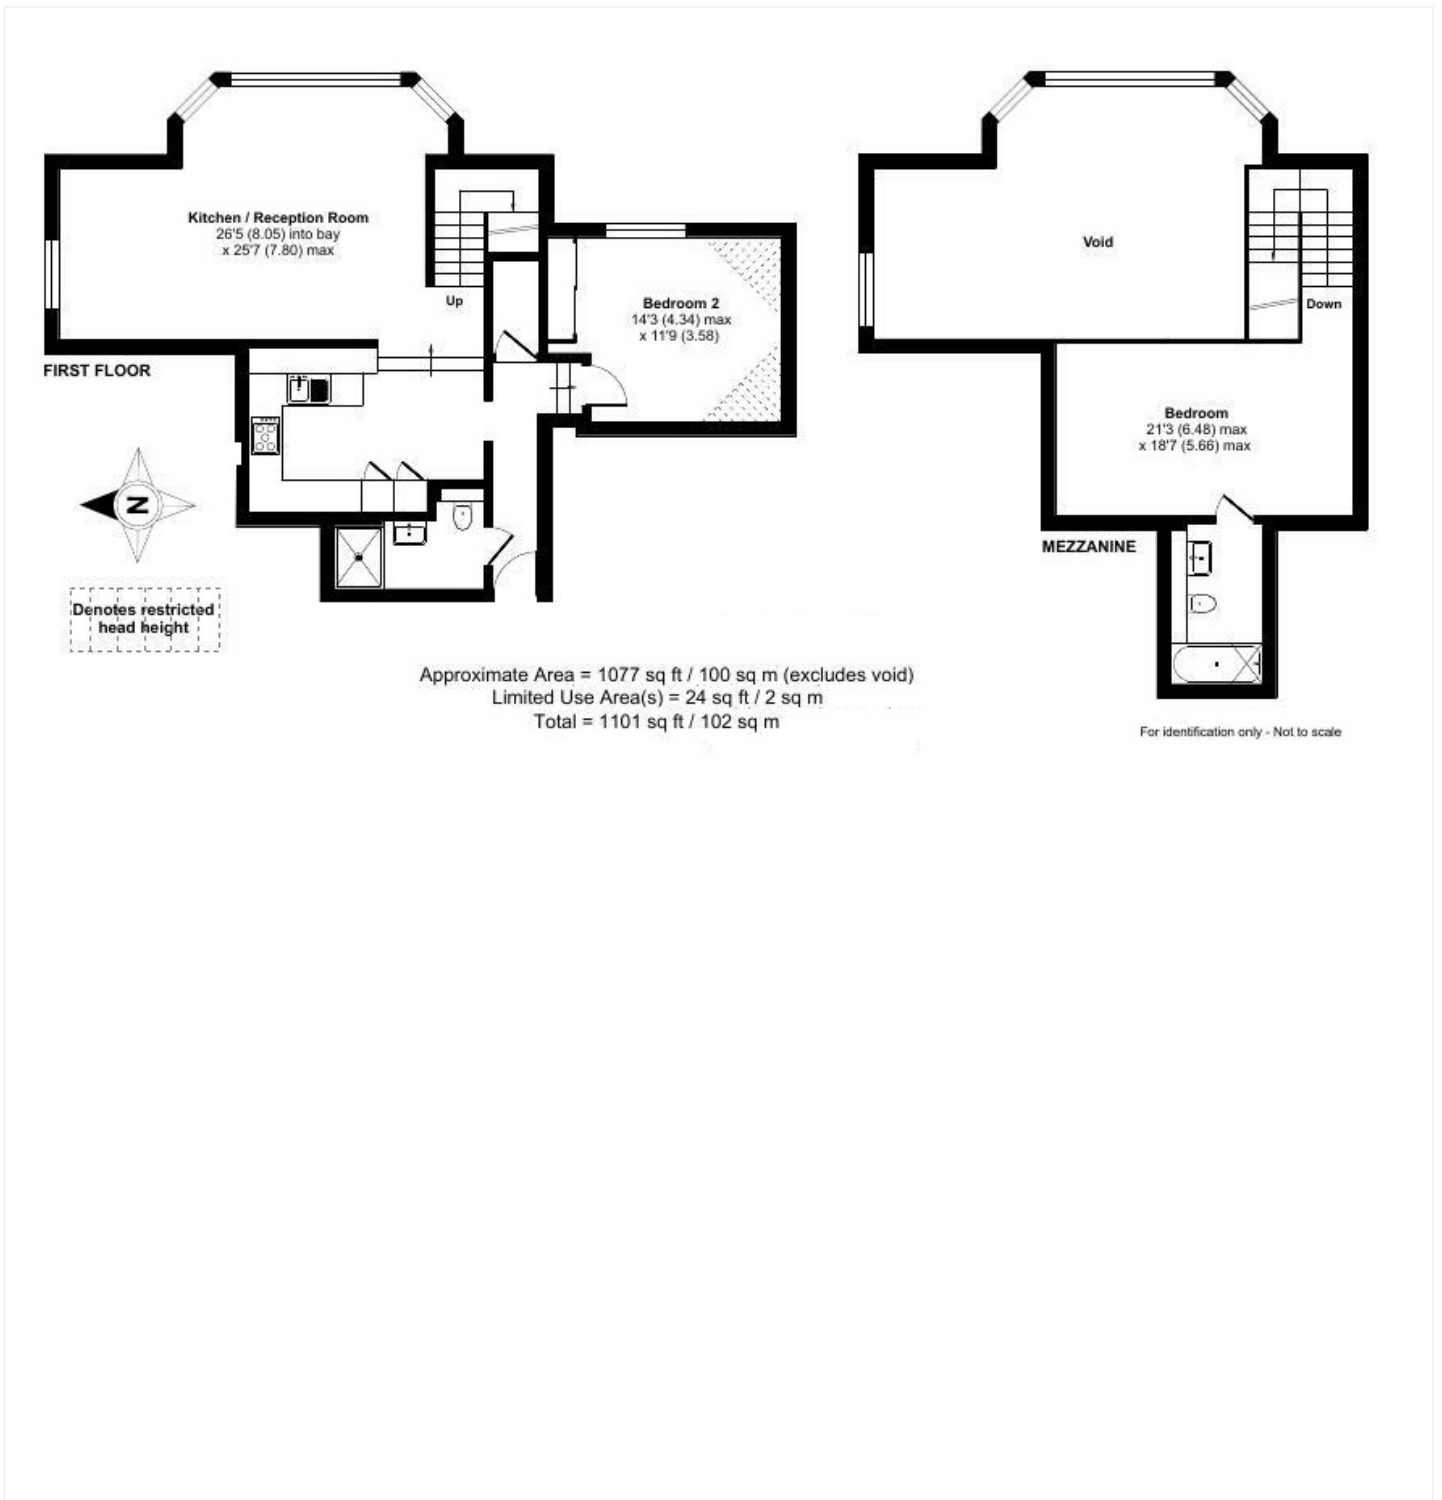 Kitchen / Reception Room
26'5 (8.05) into bay
x 25'7 (7.80) max
Up
Bedroom 2
14'3 (4.34) max
x 11'9 (3.58)
FIRST FLOOR
N
Denotes restricted
head height
Void
Down
Bedroom
21'3 (6.48) max
x 18'7 (5.66) max
MEZZANINE
Approximate Area = 1077 sq ft / 100 sq m (excludes void)
Limited Use Area(s) = 24 sq ft / 2 sq m
Total = 1101 sq ft / 102 sq m
For identification only - Not to scale